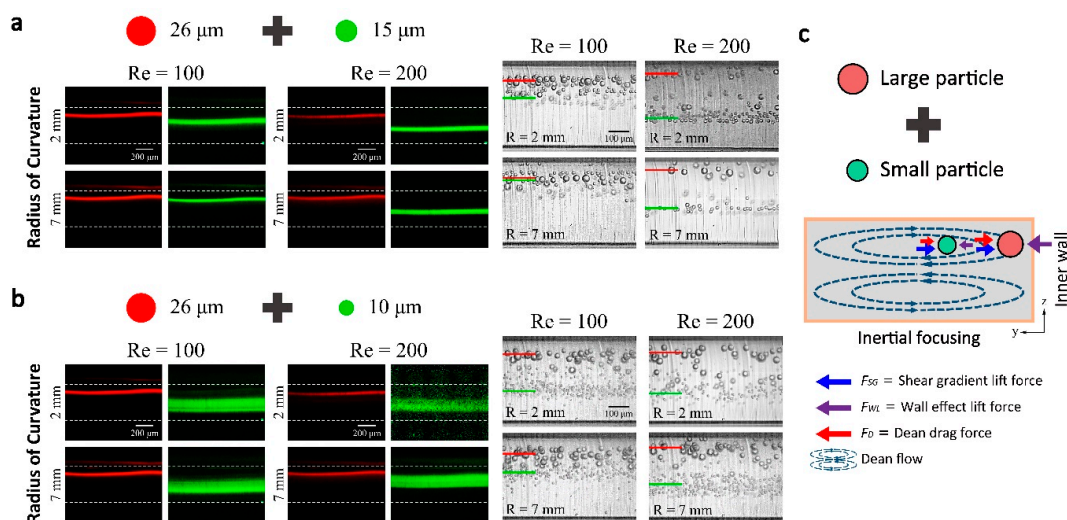 a
26 μm
15 μm
Re = 100
Re = 200
Re = 100
Re = 200
Radius of Curvature
2 mm
200 μm
200 μm
7 mm
R = 2 mm
100 μm
R = 2 mm
R = 7 mm
R = 7 mm
b
26 μm
10 μm
Re = 100
Re = 200
Re = 100
Re = 200
Radius of Curvature
2 mm
200 μm
200 μm
7 mm
R = 2 mm
100 μm
R = 2 mm
R = 7 mm
R = 7 mm
c
Large particle
Small particle
Inner wall
z
y
Inertial focusing
FSG = Shear gradient lift force
FWL = Wall effect lift force
FD = Dean drag force
Dean flow
2 mm
7 mm
2 mm
7 mm